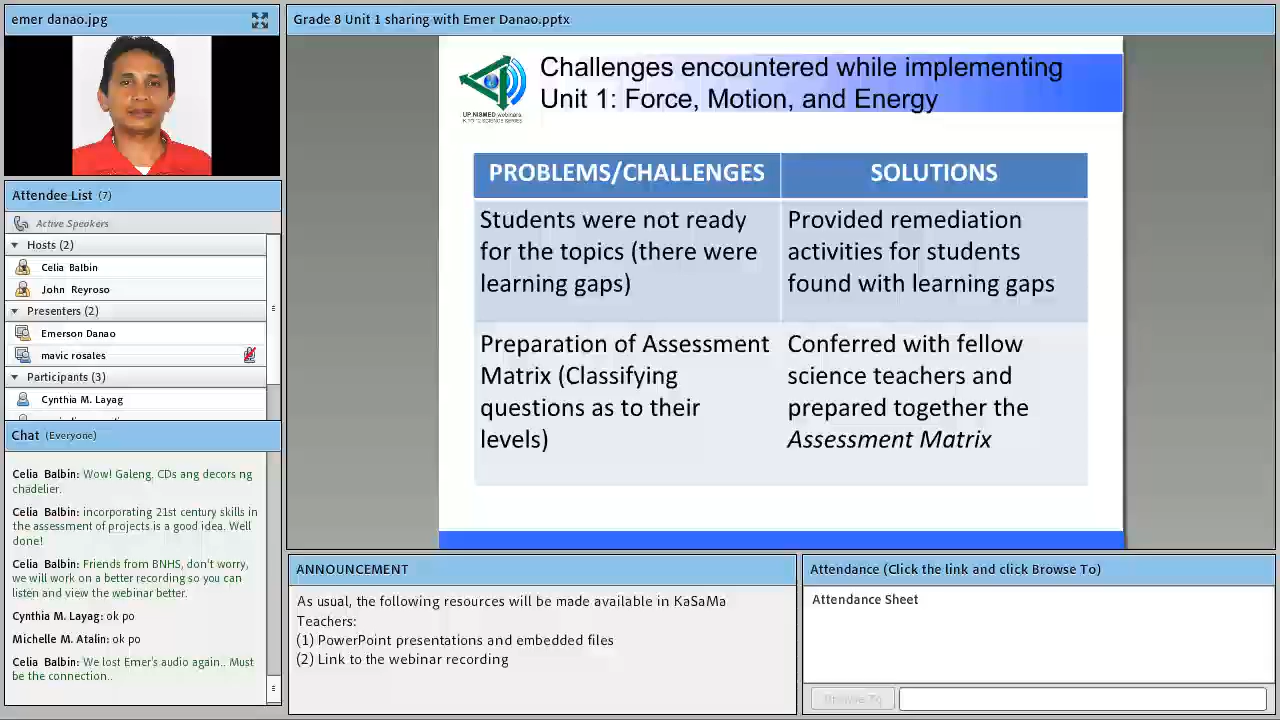 emer danao.jpg
Attendee List (7)
Active Speakers
Hosts (2)
Celia Balbin
John Reyroso
Presenters (2)
Emerson Danao
mavic rosales
Participants (3)
Cynthia M. Layag
Chat (Everyone)
Celia Balbin: Wow! Galeng. CDs ang decors ng
chadelier.
Celia Balbin: incorporating 21st century skills in
the assessment of projects is a good idea. Well
done!
Celia Balbin: Friends from BNHS, don't worry,
we will work on a better recording so you can
listen and view the webinar better.
Cynthia M. Layag: ok po
Michelle M. Atalin: ok po
Celia Balbin: We lost Emer's audio again.. Must
be the connection..
Grade 8 Unit 1 sharing with Emer Danao.pptx
UP NISMED webinars
Challenges encountered while implementing
Unit 1: Force, Motion, and Energy
PROBLEMS/CHALLENGES
SOLUTIONS
Students were not ready
for the topics (there were
learning gaps)
Provided remediation
activities for students
found with learning gaps
Preparation of Assessment
Matrix (Classifying
questions as to their
levels)
Conferred with fellow
science teachers and
prepared together the
Assessment Matrix
ANNOUNCEMENT
As usual, the following resources will be made available in KaSaMa
Teachers:
(1) PowerPoint presentations and embedded files
(2) Link to the webinar recording
Attendance (Click the link and click Browse To)
Attendance Sheet
Browse To